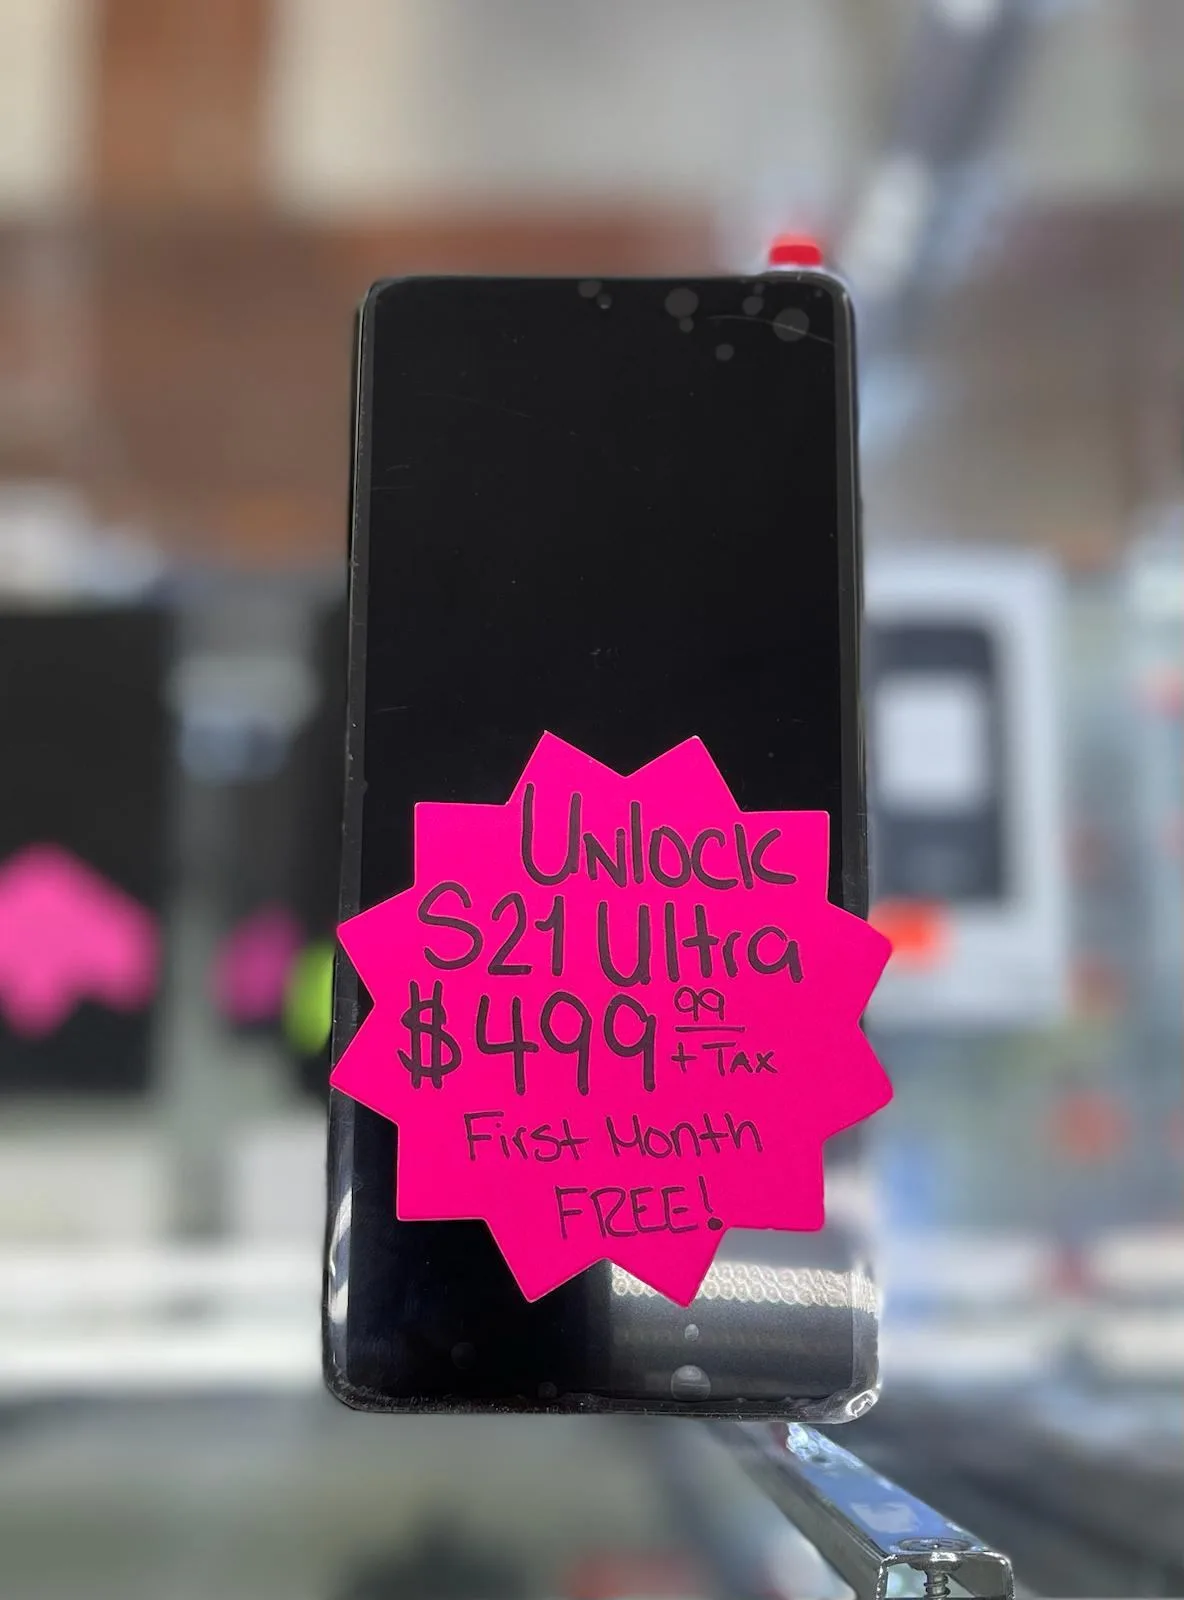 Unlock
S21 Ultra
$499 99
+ Tax
First Month
FREE!